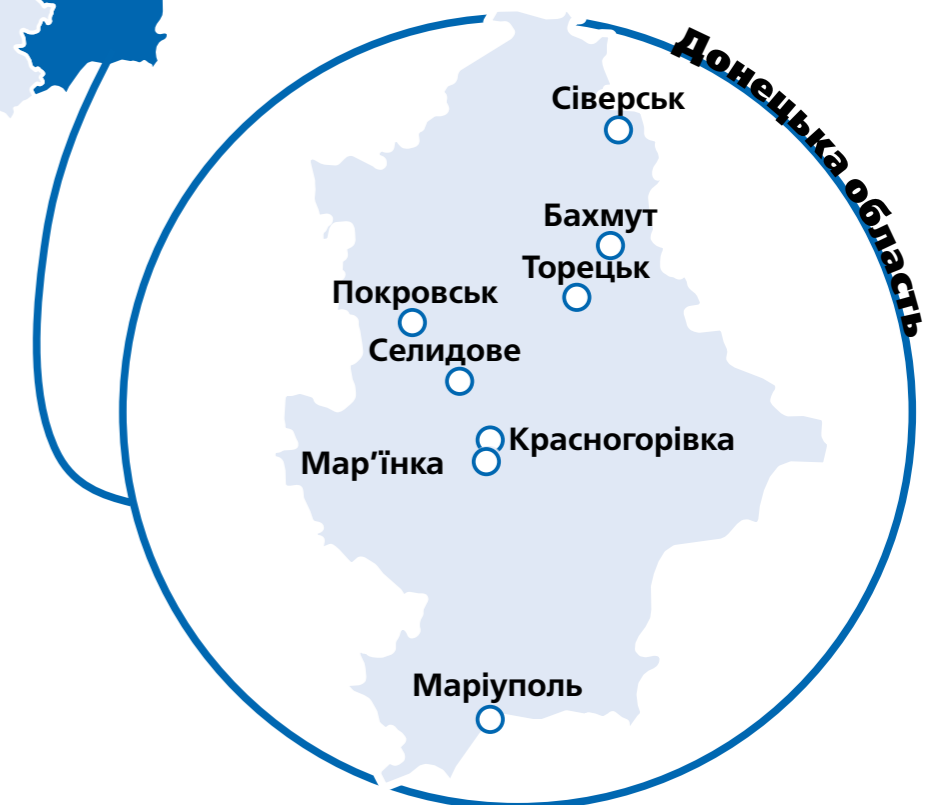 Донецька область
Сіверськ
Бахмут
Торецьк
Покровськ
Селидове
Красногорівка
Мар’їнка
Маріуполь